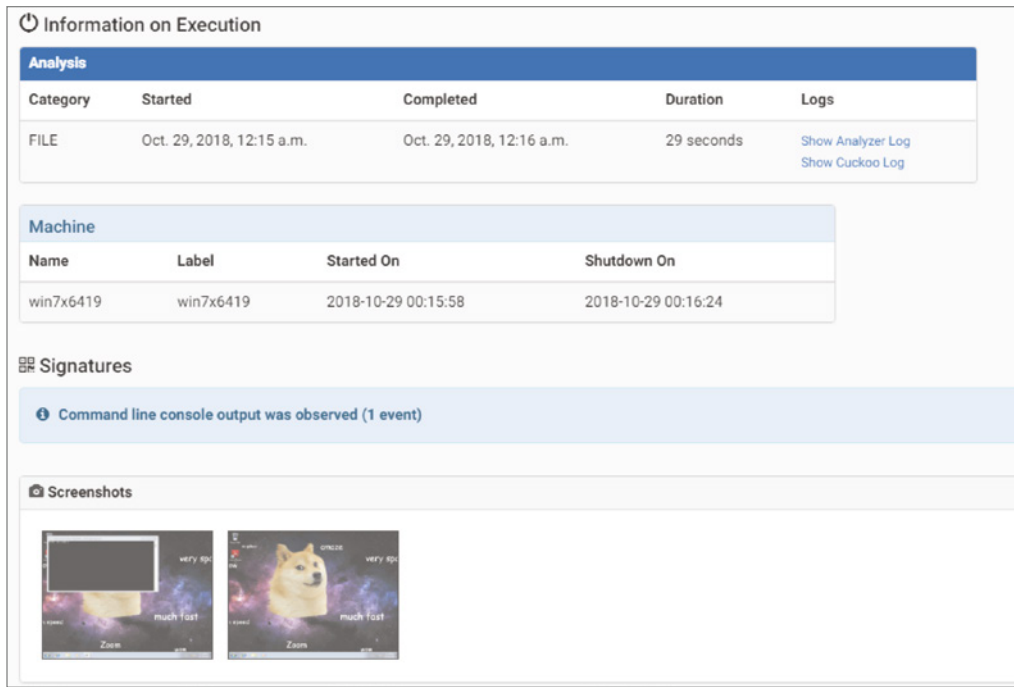 Information on Execution
Analysis
Category Started Completed Duration Logs
FILE Oct. 29, 2018, 12:15 a.m. Oct. 29, 2018, 12:16 a.m. 29 seconds Show Analyzer Log
Show Cuckoo Log
Machine
Name Label Started On Shutdown On
win7x6419 win7x6419 2018-10-29 00:15:58 2018-10-29 00:16:24
Signatures
Command line console output was observed (1 event)
Screenshots
very spc
much fast
Zoom
very spc
much fast
Zoom